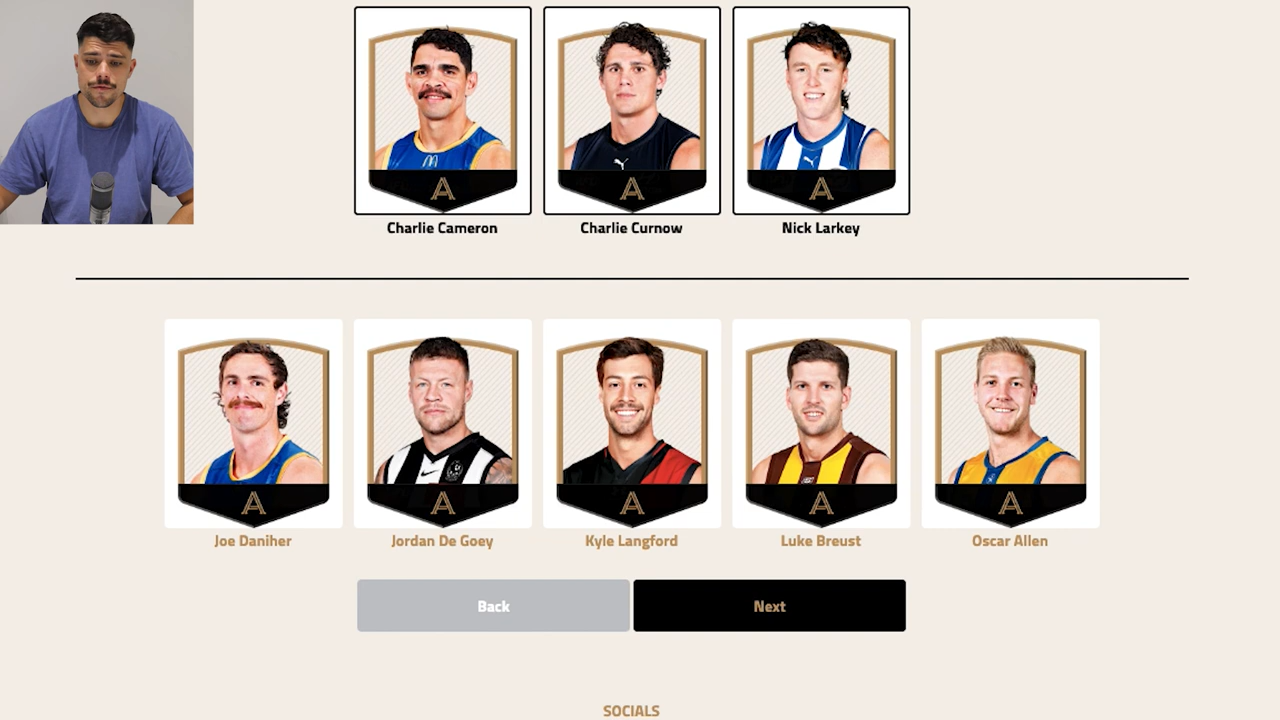 Charlie Cameron
Charlie Curnow
Nick Larkey
Joe Daniher
Jordan De Goey
Kyle Langford
Luke Breust
Oscar Allen
Back
Next
SOCIALS